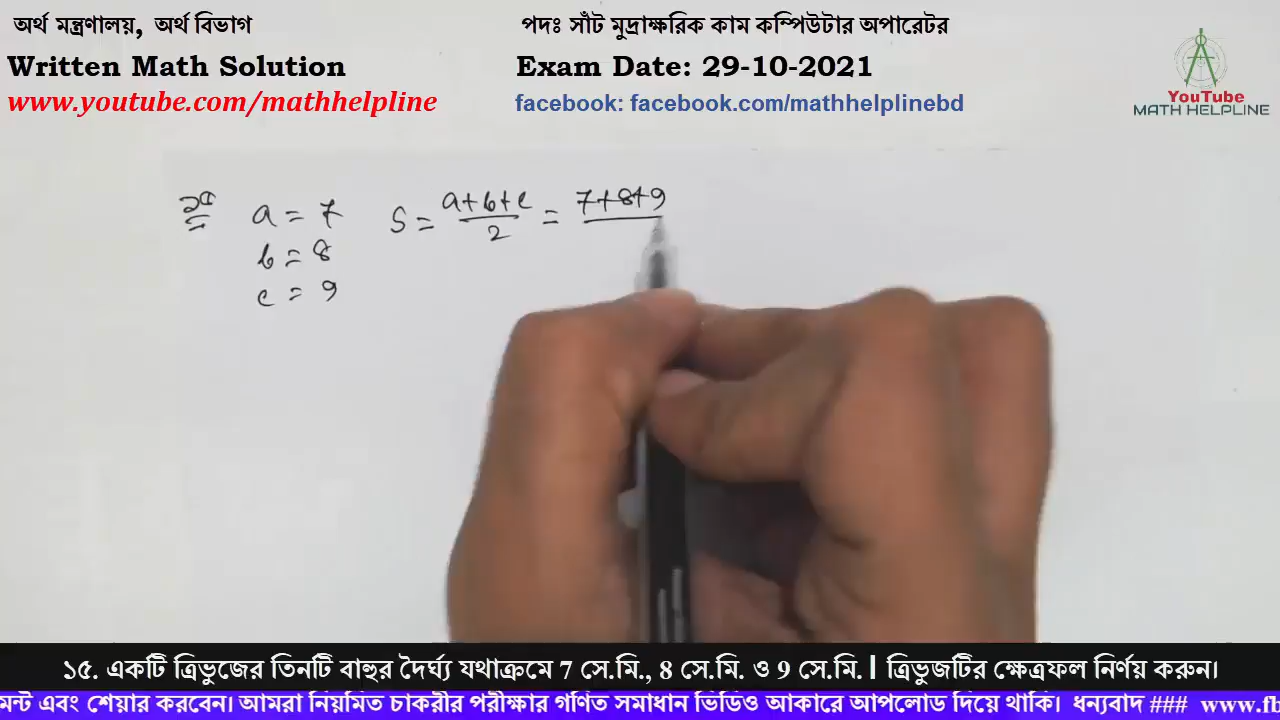 অর্থ মন্ত্রণালয়, অর্থ বিভাগ
পদঃ সাঁট মুদ্রাক্ষরিক কাম কম্পিউটার অপারেটর
Written Math Solution
Exam Date: 29-10-2021
www.youtube.com/mathhelpline
facebook: facebook.com/mathhelplinebd
YouTube
MATH HELPLINE
a = 7
S = a+b+c / 2 = 7+8+9
b = 8
c = 9
১৫. একটি ত্রিভুজের তিনটি বাহুর দৈর্ঘ্য যথাক্রমে 7 সে.মি., 8 সে.মি. ও 9 সে.মি.। ত্রিভুজটির ক্ষেত্রফল নির্ণয় করুন।
মেন্ট এবং শেয়ার করবেন। আমরা নিয়মিত চাকরীর পরীক্ষার গণিত সমাধান ভিডিও আকারে আপলোড দিয়ে থাকি। ধন্যবাদ ### www.fb